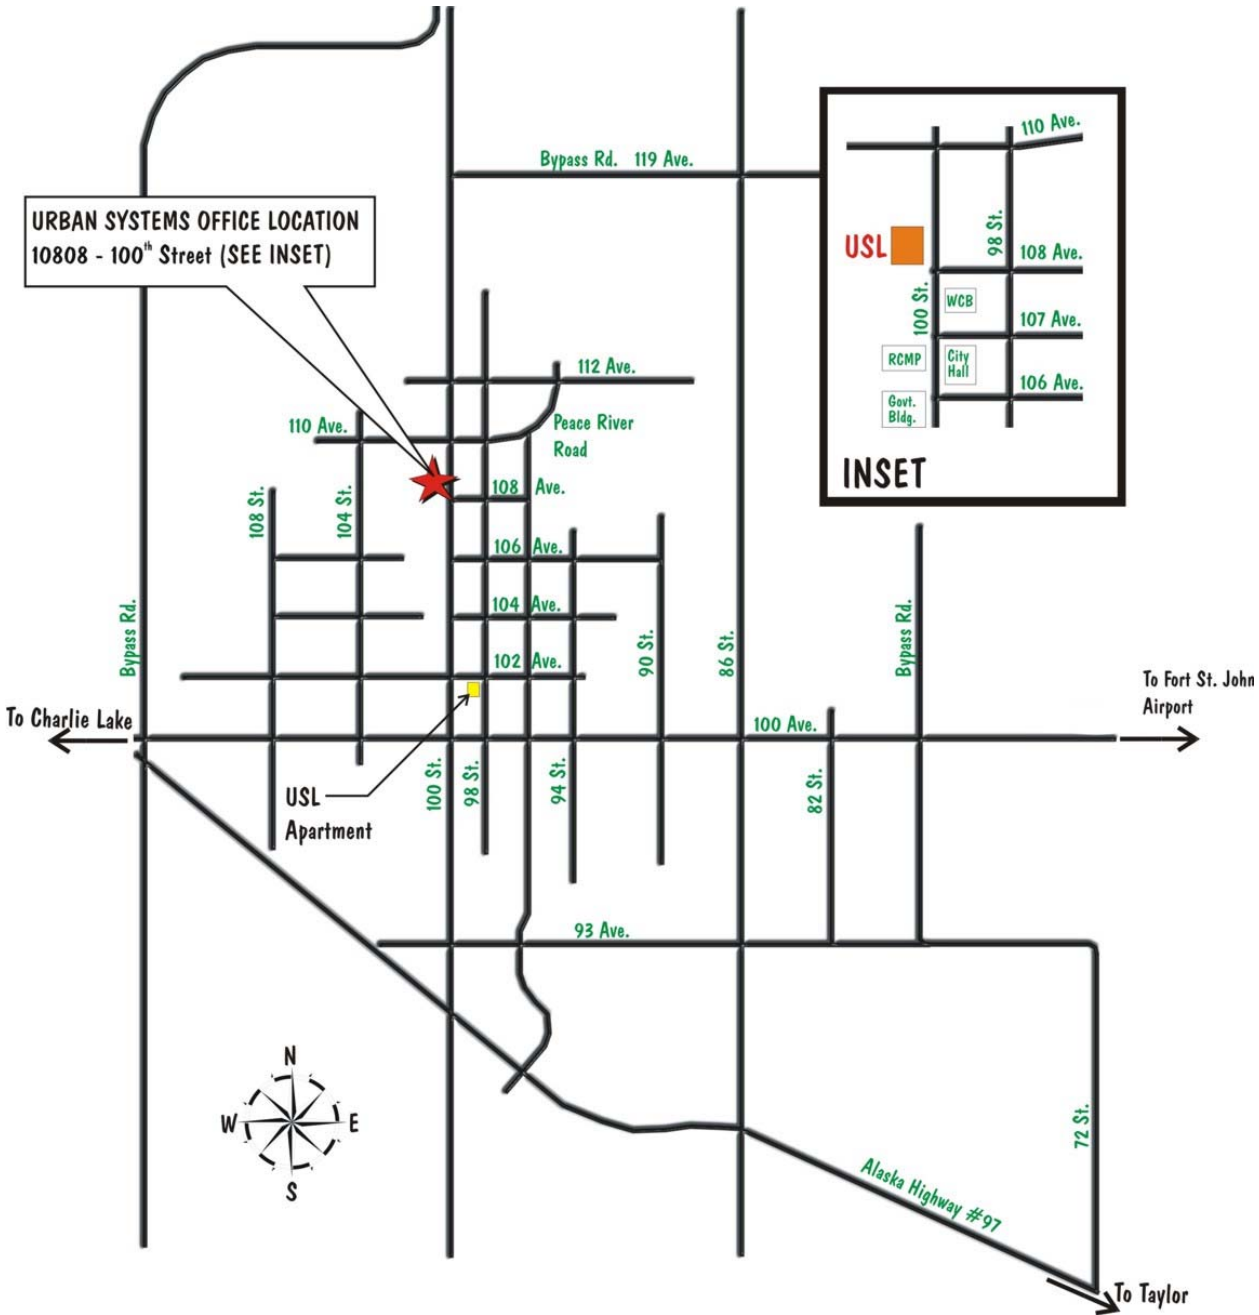 Bypass Rd. 119 Ave.
110 Ave.
URBAN SYSTEMS OFFICE LOCATION
10808 - 100th Street (SEE INSET)
USL
98 St.
108 Ave.
100 St.
WCB
107 Ave.
RCMP
City
Hall
106 Ave.
Govt.
Bldg.
INSET
112 Ave.
110 Ave.
Peace River
Road
108 St.
104 St.
108 Ave.
106 Ave.
104 Ave.
102 Ave.
Bypass Rd.
90 St.
86 St.
Bypass Rd.
To Fort St. John
Airport
To Charlie Lake
100 Ave.
USL
Apartment
100 St.
98 St.
94 St.
82 St.
93 Ave.
N
W
E
S
72 St.
Alaska Highway #97
To Taylor